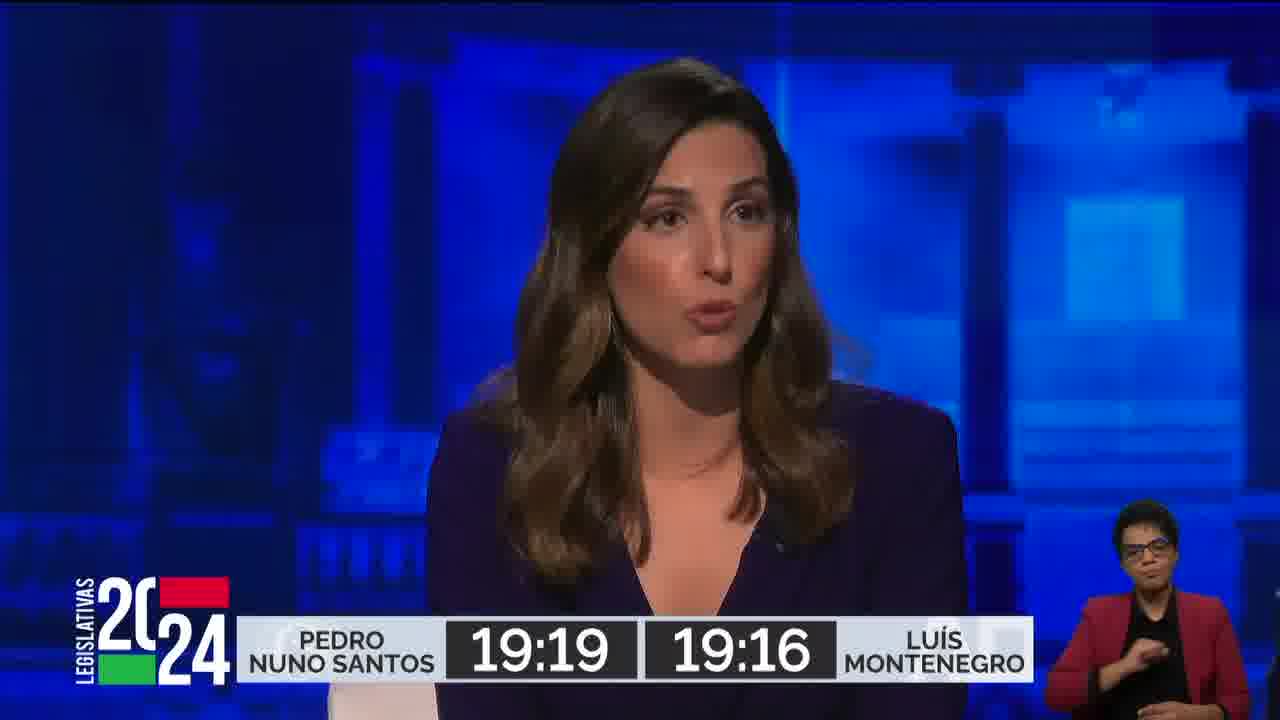 LEGISLATIVAS
2024
PEDRO
NUNO SANTOS
19:19
19:16
LUÍS
MONTENEGRO